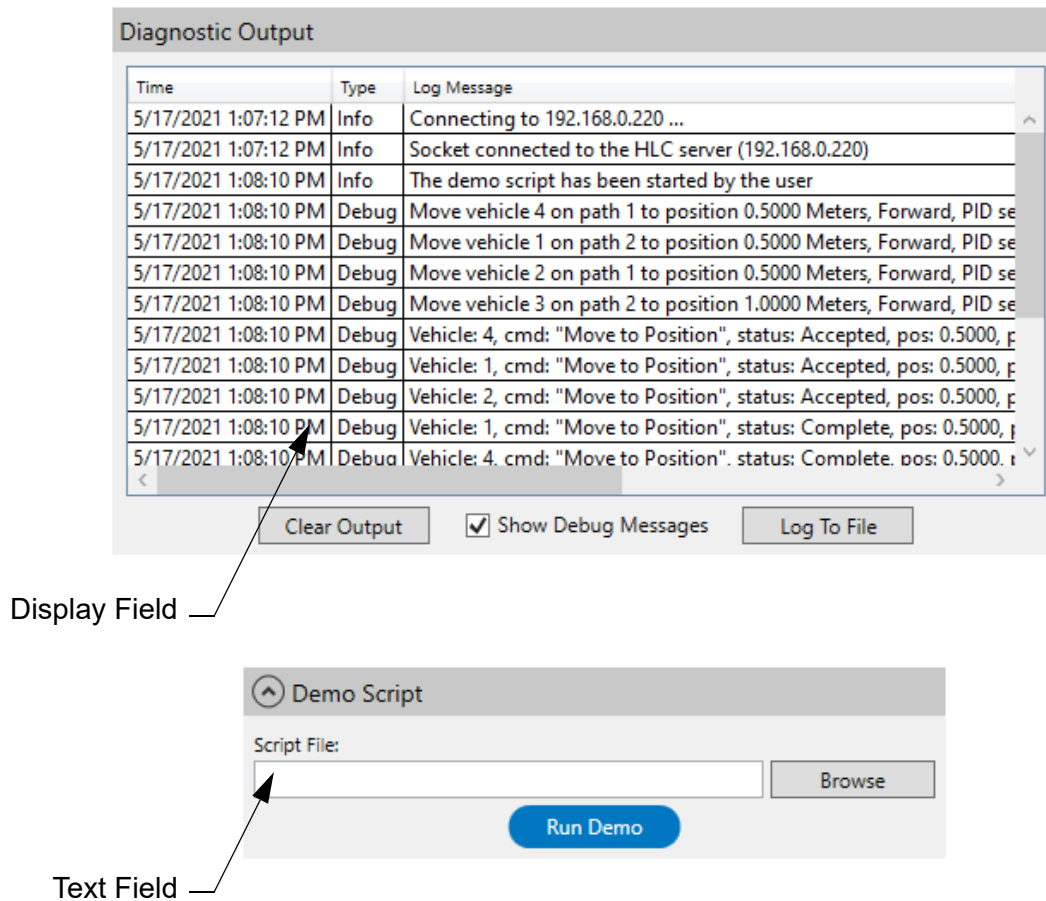 Diagnostic Output
Time Type Log Message
5/17/2021 1:07:12 PM Info Connecting to 192.168.0.220 ...
5/17/2021 1:07:12 PM Info Socket connected to the HLC server (192.168.0.220)
5/17/2021 1:08:10 PM Info The demo script has been started by the user
5/17/2021 1:08:10 PM Debug Move vehicle 4 on path 1 to position 0.5000 Meters, Forward, PID se
5/17/2021 1:08:10 PM Debug Move vehicle 1 on path 2 to position 0.5000 Meters, Forward, PID se
5/17/2021 1:08:10 PM Debug Move vehicle 2 on path 1 to position 0.5000 Meters, Forward, PID se
5/17/2021 1:08:10 PM Debug Move vehicle 3 on path 2 to position 1.0000 Meters, Forward, PID se
5/17/2021 1:08:10 PM Debug Vehicle: 4, cmd: "Move to Position", status: Accepted, pos: 0.5000, p
5/17/2021 1:08:10 PM Debug Vehicle: 1, cmd: "Move to Position", status: Accepted, pos: 0.5000, p
5/17/2021 1:08:10 PM Debug Vehicle: 2, cmd: "Move to Position", status: Accepted, pos: 0.5000, p
5/17/2021 1:08:10 PM Debug Vehicle: 1, cmd: "Move to Position", status: Complete, pos: 0.5000, p
5/17/2021 1:08:10 PM Debug Vehicle: 4, cmd: "Move to Position", status: Complete, pos: 0.5000, p
Clear Output Show Debug Messages Log To File
Display Field
Demo Script
Script File:
Browse
Run Demo
Text Field